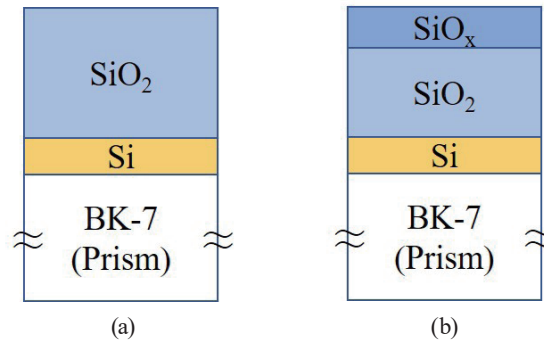 SiO₂
Si
BK-7
(Prism)
(a)
SiOₓ
SiO₂
Si
BK-7
(Prism)
(b)